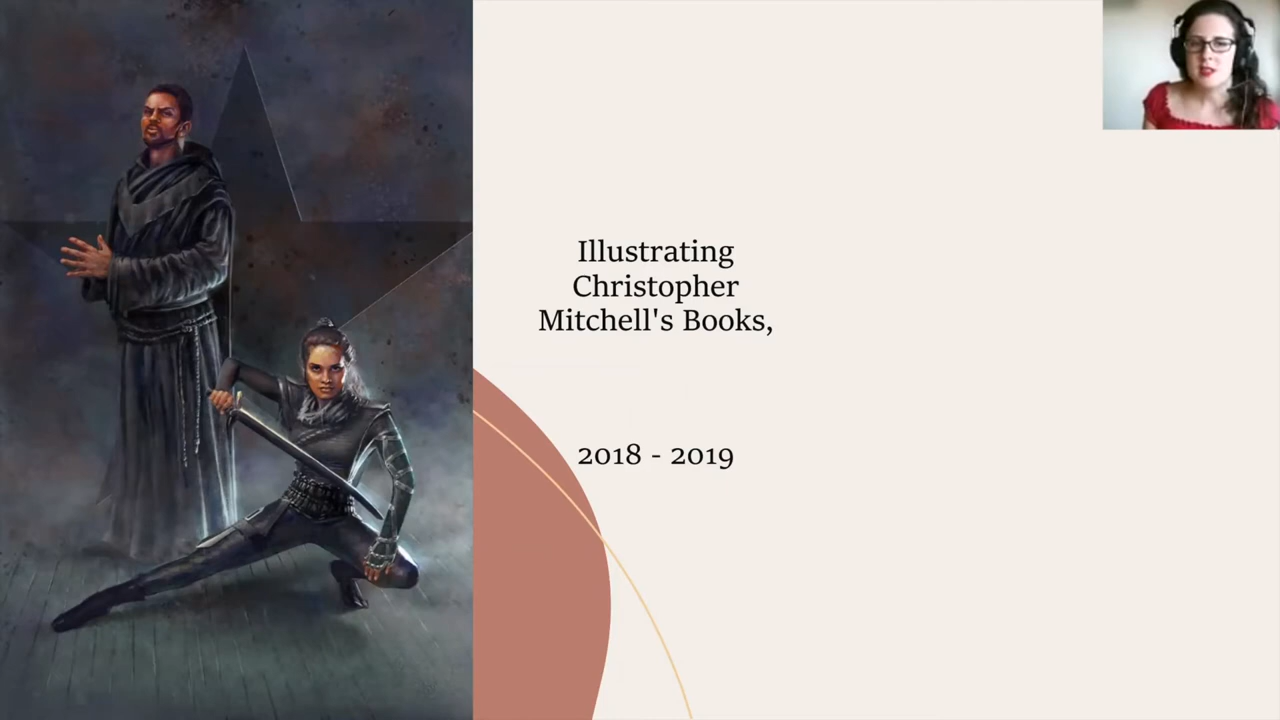 Illustrating
Christopher
Mitchell's Books,
2018 - 2019